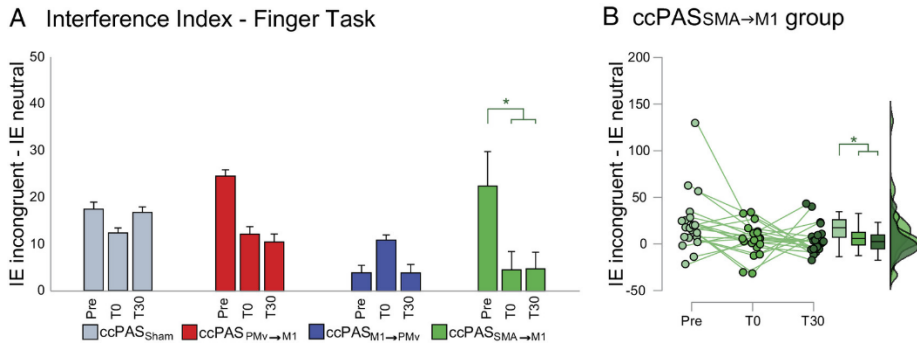 A Interference Index - Finger Task
IE incongruent - IE neutral
50
40
30
20
10
0
*
Pre
T0
T30
Pre
T0
T30
Pre
T0
T30
Pre
T0
T30
ccPASSham ccPASPMv→M1 ccPASM1→PMv ccPASSMA→M1
B ccPASSMA→M1 group
IE incongruent - IE neutral
200
150
100
50
0
-50
*
Pre T0 T30